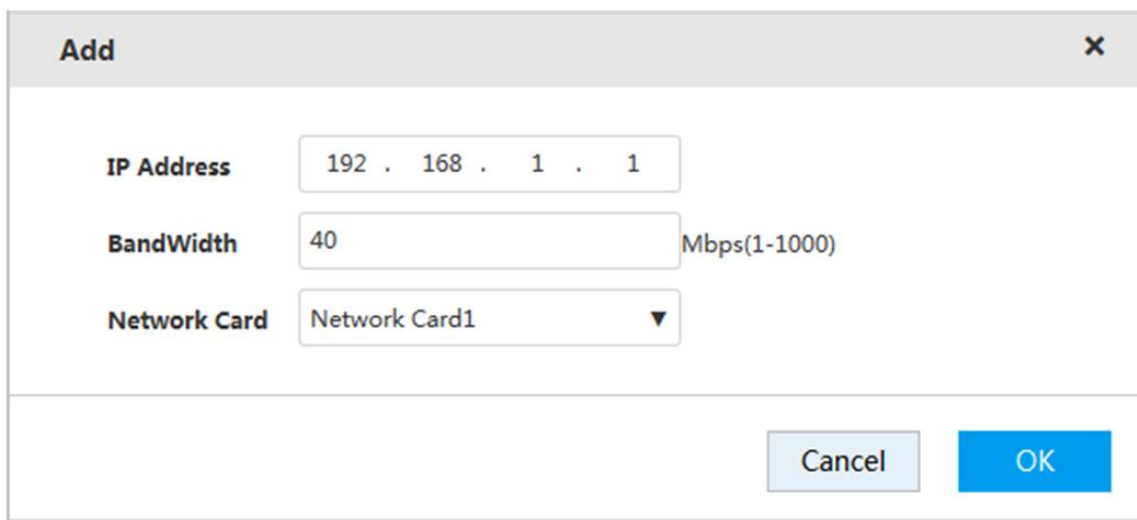 Add ×
IP Address 192 . 168 . 1 . 1
BandWidth 40 Mbps(1-1000)
Network Card Network Card1 ▼
Cancel OK